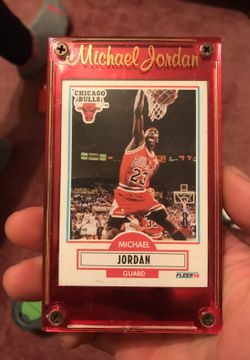 Michael Jordan
CHICAGO
BULLS
23
MICHAEL
JORDAN
GUARD
FLEER '90